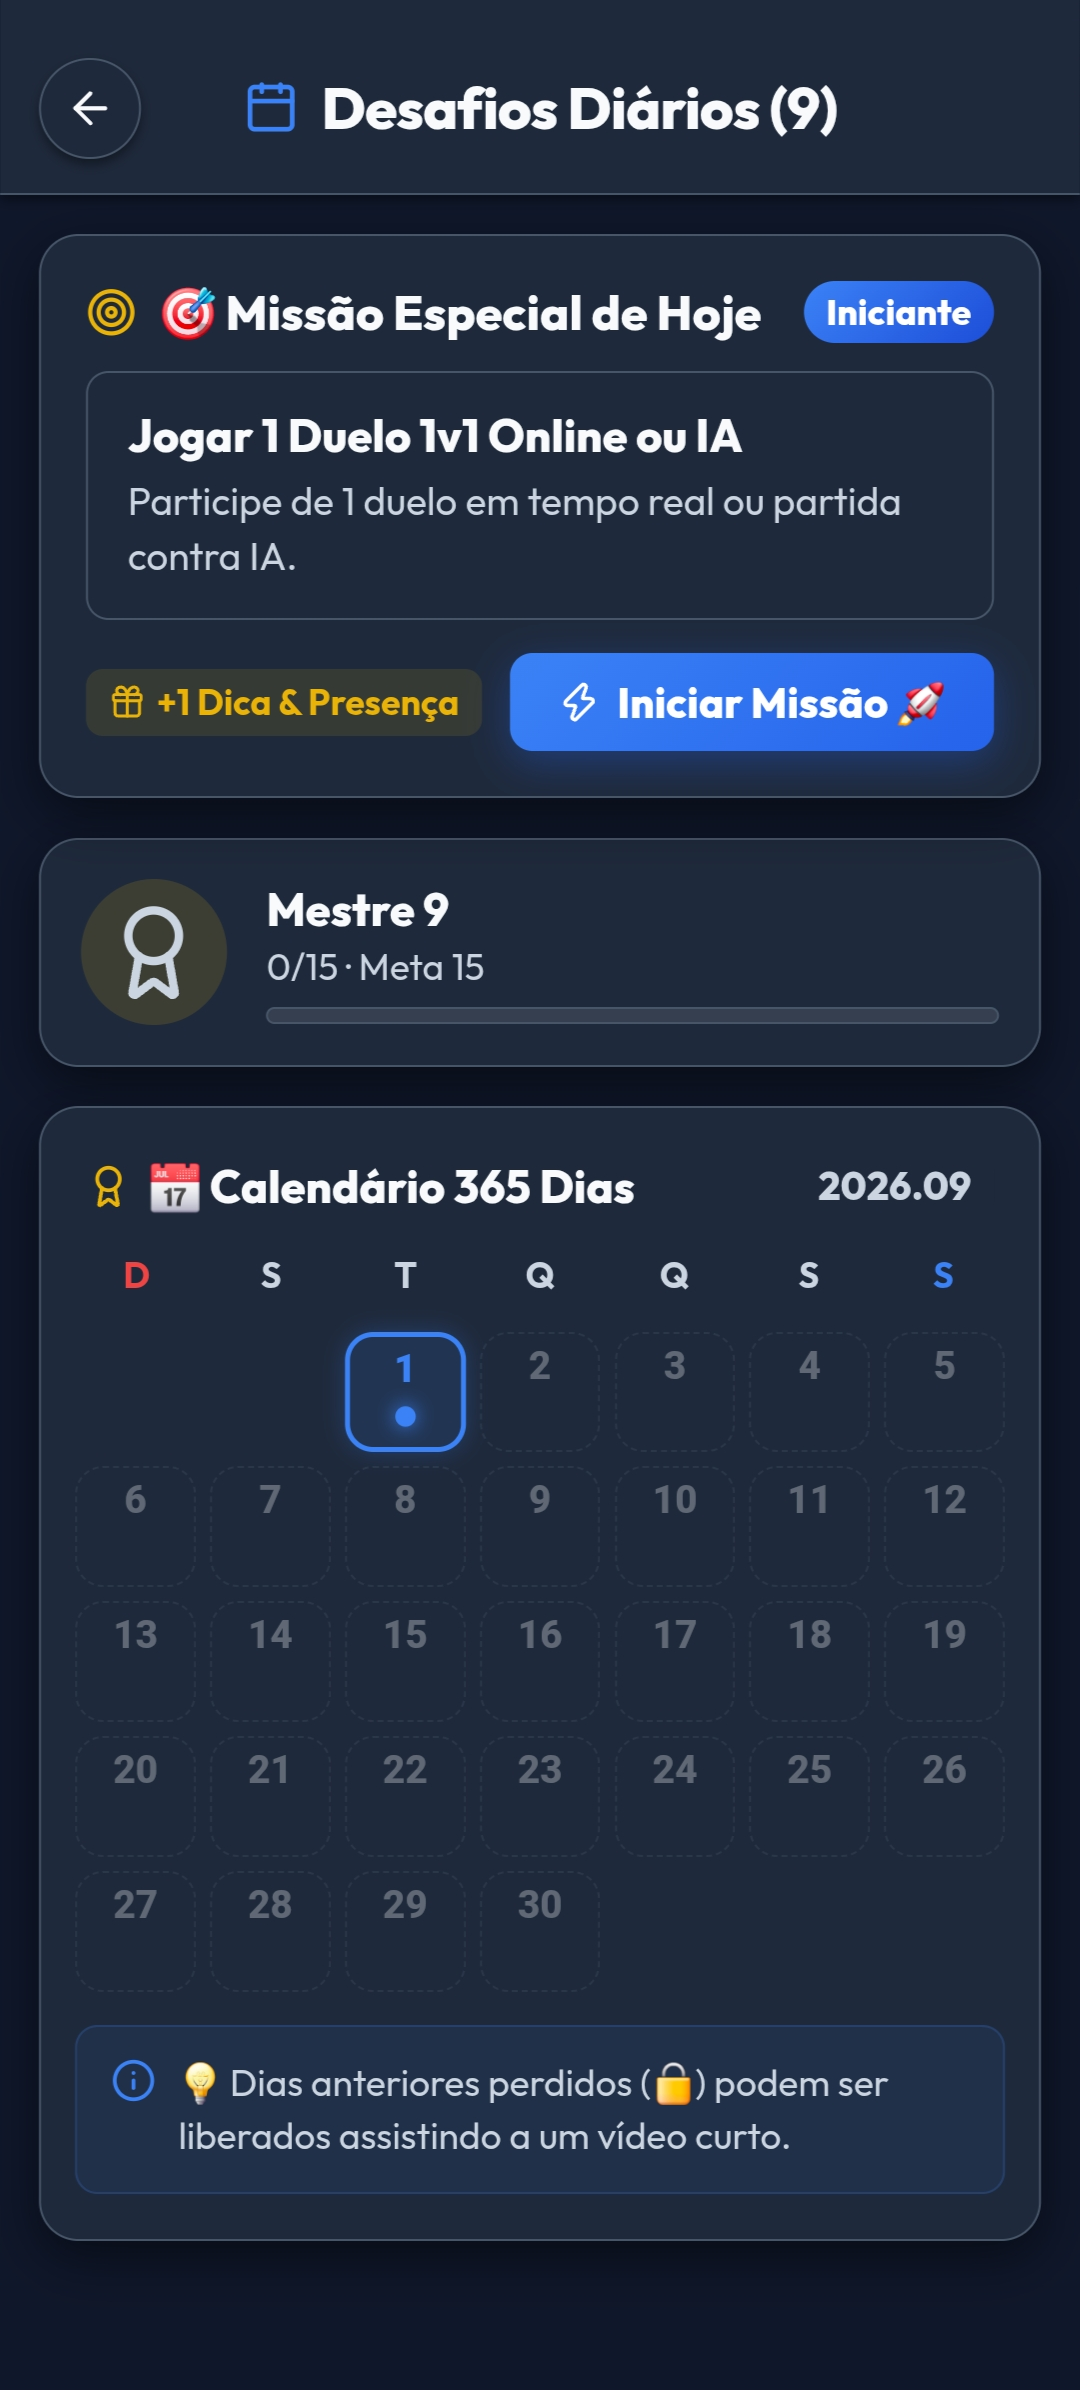 Desafios Diários (9)
🎯 Missão Especial de Hoje
Iniciante
Jogar 1 Duelo 1v1 Online ou IA
Participe de 1 duelo em tempo real ou partida
contra IA.
+1 Dica & Presença
Iniciar Missão 🚀
Mestre 9
0/15 · Meta 15
📅 Calendário 365 Dias
2026.09
D S T Q Q S S
1 2 3 4 5
6 7 8 9 10 11 12
13 14 15 16 17 18 19
20 21 22 23 24 25 26
27 28 29 30
💡 Dias anteriores perdidos (🔒) podem ser
liberados assistindo a um vídeo curto.